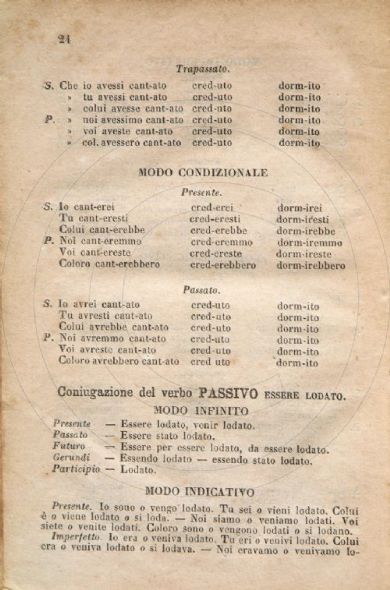 24
Trapassato.
S. Che io avessi cant-ato cred-uto dorm-ito
» tu avessi cant-ato cred-uto dorm-ito
» colui avesse cant-ato cred-uto dorm-ito
P. » noi avessimo cant-ato cred-uto dorm-ito
» voi aveste cant-ato cred-uto dorm-ito
» col. avessero cant-ato cred-uto dorm-ito
MODO CONDIZIONALE
Presente.
S. Io cant-erei cred-erei dorm-irei
Tu cant-eresti cred-eresti dorm-iresti
Colui cant-erebbe cred-erebbe dorm-irebbe
P. Noi cant-eremmo cred-eremmo dorm-iremmo
Voi cant-ereste cred-creste dorm-ireste
Coloro cant-erebbero cred-erebbero dorm-irebbero
Passato.
S. Io avrei cant-ato cred-uto dorm-ito
Tu avresti cant-ato cred-uto dorm-ito
Colui avrebbe cant-ato cred-uto dorm-ito
P. Noi avremmo cant-ato cred-uto dorm-ito
Voi avreste cant-ato cred-uto dorm-ito
Coloro avrebbero cant-ato cred uto dorm-ito
Coniugazione del verbo PASSIVO ESSERE LODATO.
MODO INFINITO
Presente — Essere lodato, venir lodato.
Passato — Essere stato lodato.
Futuro — Essere per essere lodato, da essere lodato.
Gerundi — Essendo lodato — essendo stato lodato.
Participio — Lodato.
MODO INDICATIVO
Presente. Io sono o vengo lodato. Tu sei o vieni lodato. Colui
è o viene lodato o si loda. — Noi siamo o veniamo lodati. Voi
siete o venite lodati. Coloro sono o vengono lodati o si lodano.
Imperfetto. Io era o veniva lodato. Tu eri o venivi lodato. Colui
era o veniva lodato o si lodava. — Noi eravamo o venivamo lo-